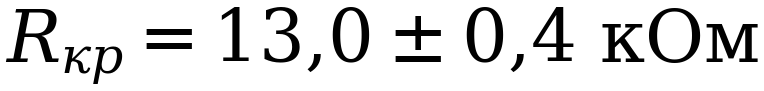 Rкр = 13,0 ± 0,4 кОм